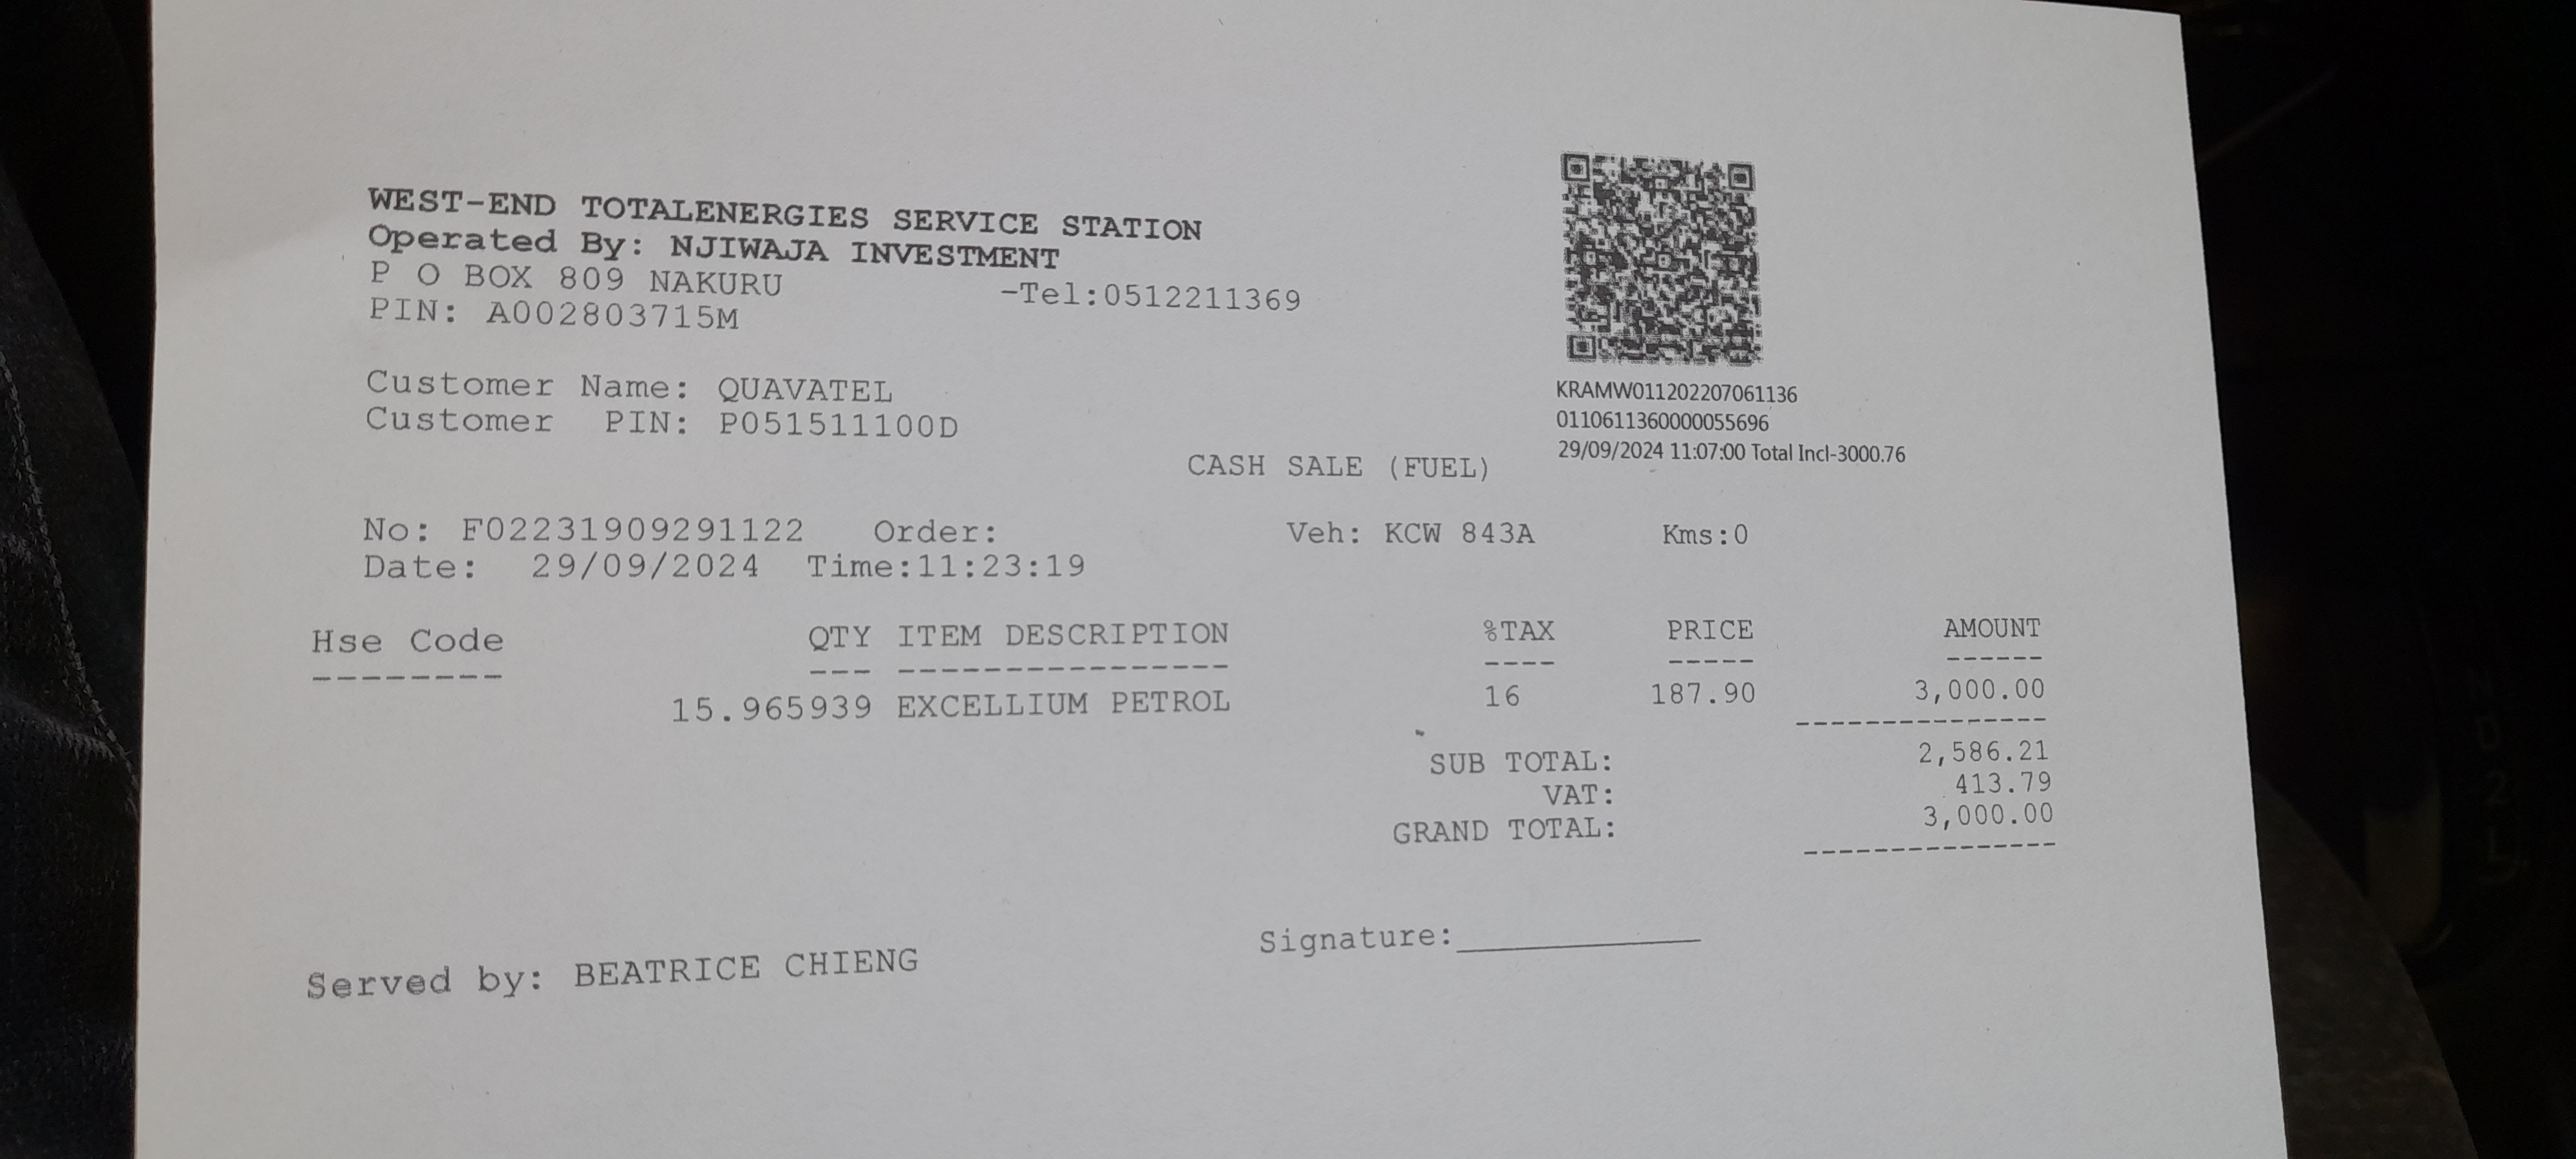 WEST-END TOTALENERGIES SERVICE STATION
Operated By: NJIWAJA INVESTMENT
P O BOX 809 NAKURU -Tel:0512211369
PIN: A002803715M
KRAMW011202207061136
0110611360000055696
29/09/2024 11:07:00 Total Incl-3000.76
Customer Name: QUAVATEL
Customer PIN: P051511100D
CASH SALE (FUEL)
No: F02231909291122 Order: Veh: KCW 843A Kms:0
Date: 29/09/2024 Time:11:23:19
Hse Code QTY ITEM DESCRIPTION %TAX PRICE AMOUNT
-------- --- --------------- ---- ----- ------
15.965939 EXCELLIUM PETROL 16 187.90 3,000.00
SUB TOTAL: 2,586.21
VAT: 413.79
GRAND TOTAL: 3,000.00
Signature:______________
Served by: BEATRICE CHIENG